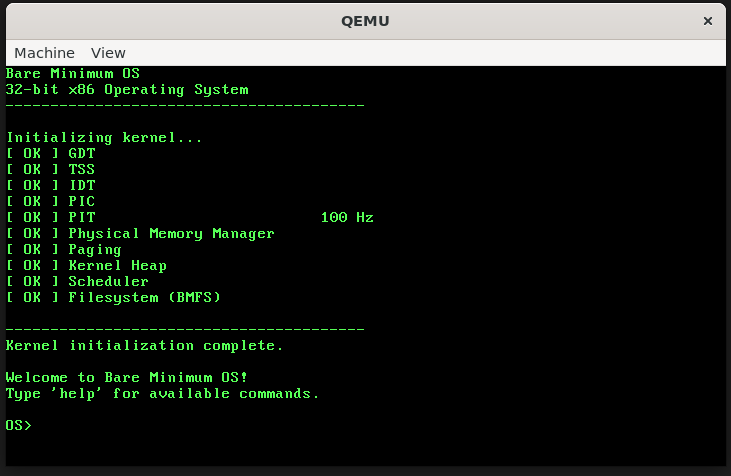 QEMU ×
Machine View
Bare Minimum OS
32-bit x86 Operating System
----------------------------------------
Initializing kernel...
[ OK ] GDT
[ OK ] TSS
[ OK ] IDT
[ OK ] PIC
[ OK ] PIT 100 Hz
[ OK ] Physical Memory Manager
[ OK ] Paging
[ OK ] Kernel Heap
[ OK ] Scheduler
[ OK ] Filesystem (BMFS)
----------------------------------------
Kernel initialization complete.
Welcome to Bare Minimum OS!
Type 'help' for available commands.
OS>